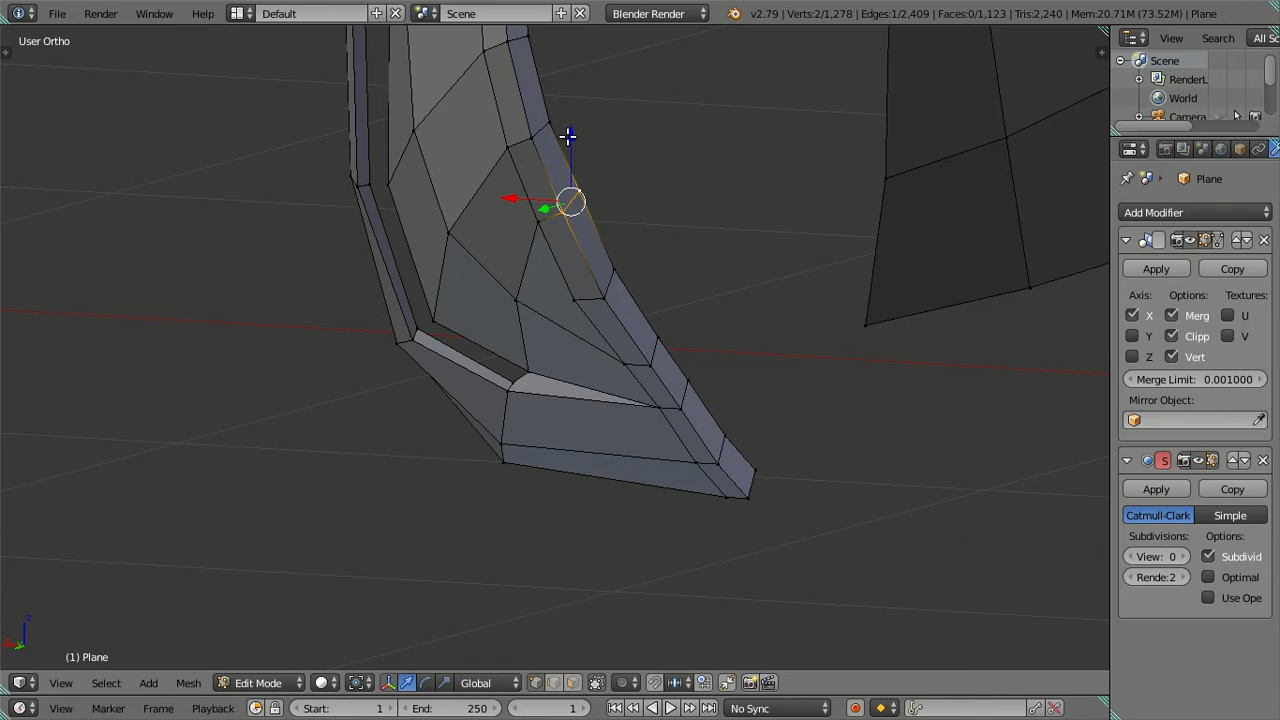 File Render Window Help Default Scene Blender Render v2.79 | Verts:2/1,278 | Edges:1/2,409 | Faces:0/1,123 | Tris:2,240 | Mem:20.71M (73.52M) | Plane
User Ortho
View Search All Sc
Scene
RenderL
World
Camera
Plane
Add Modifier
Apply Copy
Axis: Options: Textures:
X Merg U
Y Clipp V
Z Vert
Merge Limit: 0.001000
Mirror Object:
S
Apply Copy
Catmull-Clark Simple
Subdivisions: Options:
View: 0 Subdivid
Rende:2 Optimal
Use Ope
z
(1) Plane
View Select Add Mesh Edit Mode Global
View Marker Frame Playback Start: 1 End: 250 1 No Sync